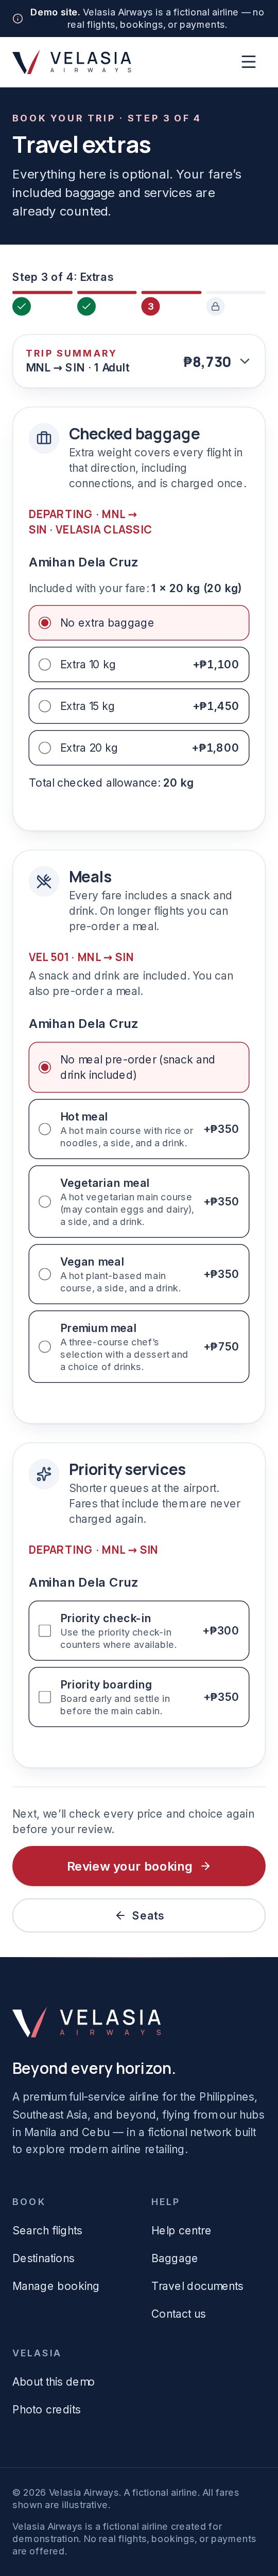 Demo site. Velasia Airways is a fictional airline — no
real flights, bookings, or payments.
VELASIA
AIRWAYS
BOOK YOUR TRIP · STEP 3 OF 4
Travel extras
Everything here is optional. Your fare’s
included baggage and services are
already counted.
Step 3 of 4: Extras
3
TRIP SUMMARY
MNL → SIN · 1 Adult
₱8,730
Checked baggage
Extra weight covers every flight in
that direction, including
connections, and is charged once.
DEPARTING · MNL →
SIN · VELASIA CLASSIC
Amihan Dela Cruz
Included with your fare: 1 × 20 kg (20 kg)
No extra baggage
Extra 10 kg +₱1,100
Extra 15 kg +₱1,450
Extra 20 kg +₱1,800
Total checked allowance: 20 kg
Meals
Every fare includes a snack and
drink. On longer flights you can
pre-order a meal.
VEL 501 · MNL → SIN
A snack and drink are included. You can
also pre-order a meal.
Amihan Dela Cruz
No meal pre-order (snack and
drink included)
Hot meal
A hot main course with rice or
noodles, a side, and a drink.
+₱350
Vegetarian meal
A hot vegetarian main course
(may contain eggs and dairy),
a side, and a drink.
+₱350
Vegan meal
A hot plant-based main
course, a side, and a drink.
+₱350
Premium meal
A three-course chef’s
selection with a dessert and
a choice of drinks.
+₱750
Priority services
Shorter queues at the airport.
Fares that include them are never
charged again.
DEPARTING · MNL → SIN
Amihan Dela Cruz
Priority check-in
Use the priority check-in
counters where available.
+₱300
Priority boarding
Board early and settle in
before the main cabin.
+₱350
Next, we’ll check every price and choice again
before your review.
Review your booking →
← Seats
VELASIA
AIRWAYS
Beyond every horizon.
A premium full-service airline for the Philippines,
Southeast Asia, and beyond, flying from our hubs
in Manila and Cebu — in a fictional network built
to explore modern airline retailing.
BOOK
Search flights
Destinations
Manage booking
HELP
Help centre
Baggage
Travel documents
Contact us
VELASIA
About this demo
Photo credits
© 2026 Velasia Airways. A fictional airline. All fares
shown are illustrative.
Velasia Airways is a fictional airline created for
demonstration. No real flights, bookings, or payments
are offered.